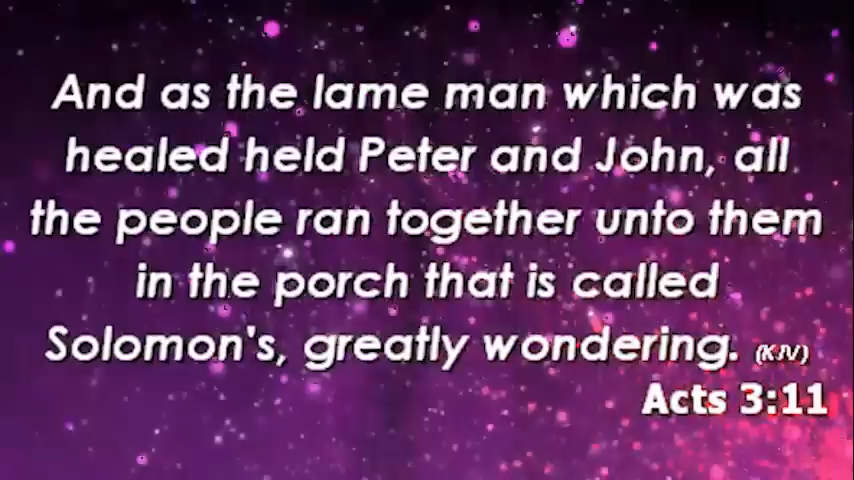 And as the lame man which was
healed held Peter and John, all
the people ran together unto them
in the porch that is called
Solomon's, greatly wondering. (KJV)
Acts 3:11